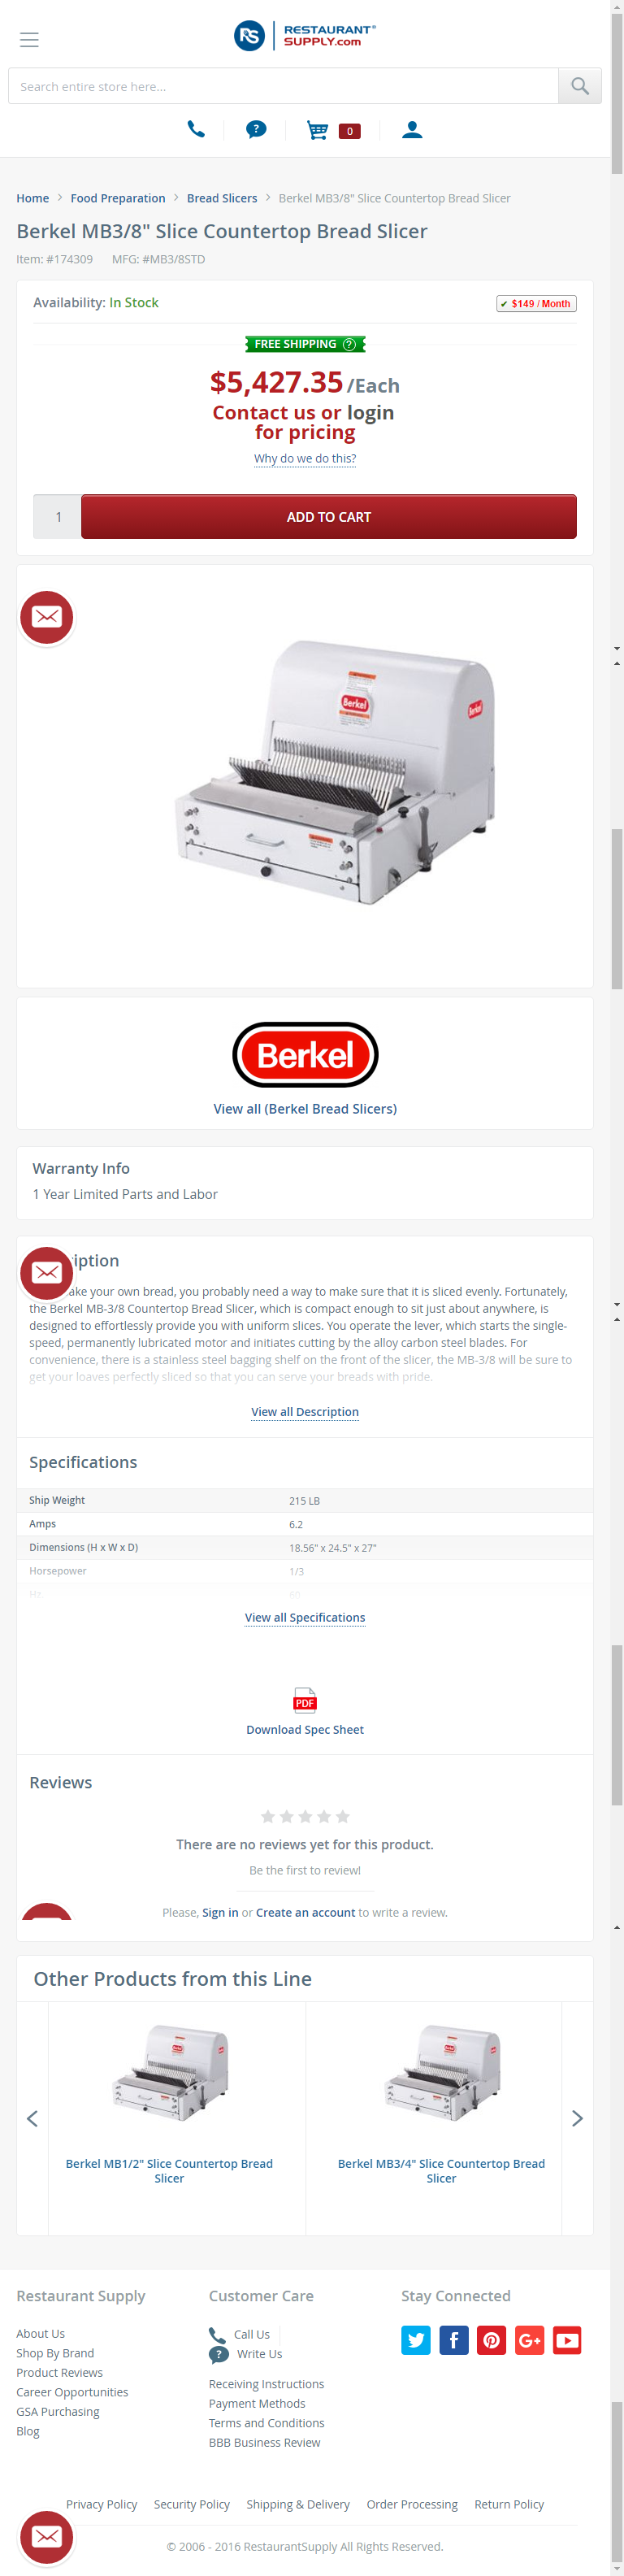 RS RESTAURANT
SUPPLY.com
Search entire store here...
0
Home > Food Preparation > Bread Slicers > Berkel MB3/8" Slice Countertop Bread Slicer
Berkel MB3/8" Slice Countertop Bread Slicer
Item: #174309 MFG: #MB3/8STD
Availability: In Stock
✔ $149 / Month
FREE SHIPPING ?
$5,427.35 /Each
Contact us or login
for pricing
Why do we do this?
1 ADD TO CART
Berkel
Berkel
Berkel
View all (Berkel Bread Slicers)
Warranty Info
1 Year Limited Parts and Labor
iption
ake your own bread, you probably need a way to make sure that it is sliced evenly. Fortunately,
the Berkel MB-3/8 Countertop Bread Slicer, which is compact enough to sit just about anywhere, is
designed to effortlessly provide you with uniform slices. You operate the lever, which starts the single-
speed, permanently lubricated motor and initiates cutting by the alloy carbon steel blades. For
convenience, there is a stainless steel bagging shelf on the front of the slicer, the MB-3/8 will be sure to
get your loaves perfectly sliced so that you can serve your breads with pride.
View all Description
Specifications
Ship Weight 215 LB
Amps 6.2
Dimensions (H x W x D) 18.56" x 24.5" x 27"
Horsepower 1/3
Hz. 60
View all Specifications
PDF
Download Spec Sheet
Reviews
There are no reviews yet for this product.
Be the first to review!
Please, Sign in or Create an account to write a review.
Other Products from this Line
Berkel MB1/2" Slice Countertop Bread
Slicer
Berkel MB3/4" Slice Countertop Bread
Slicer
Restaurant Supply
About Us
Shop By Brand
Product Reviews
Career Opportunities
GSA Purchasing
Blog
Customer Care
Call Us
? Write Us
Receiving Instructions
Payment Methods
Terms and Conditions
BBB Business Review
Stay Connected
Privacy Policy Security Policy Shipping & Delivery Order Processing Return Policy
© 2006 - 2016 RestaurantSupply All Rights Reserved.